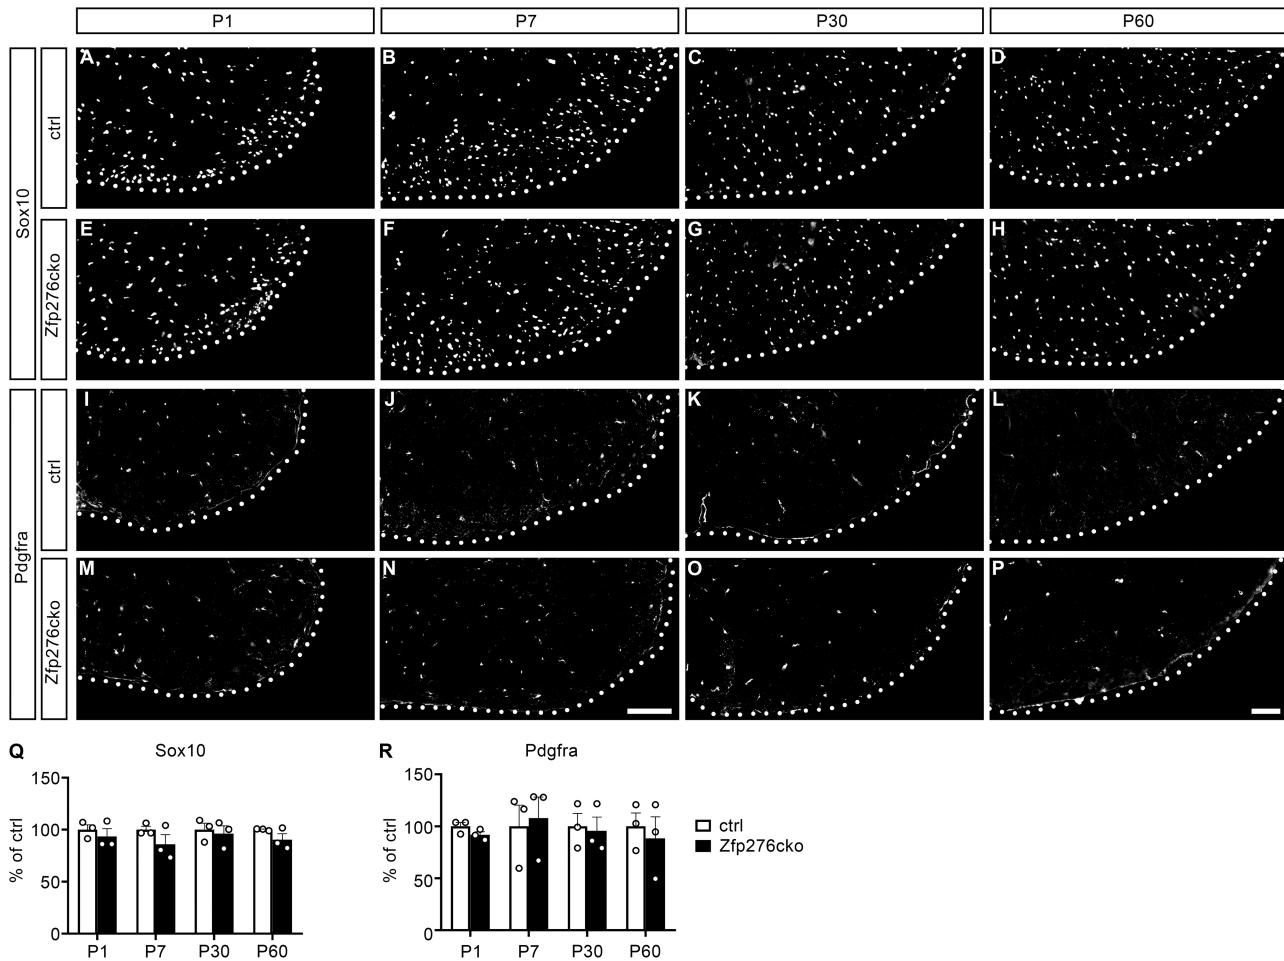 P1 P7 P30 P60
Sox10
ctrl
A B C D
Zfp276cko
E F G H
Pdgfra
ctrl
I J K L
Zfp276cko
M N O P
Q Sox10
% of ctrl
150
100
50
0
P1 P7 P30 P60
R Pdgfra
% of ctrl
150
100
50
0
P1 P7 P30 P60
ctrl
Zfp276cko